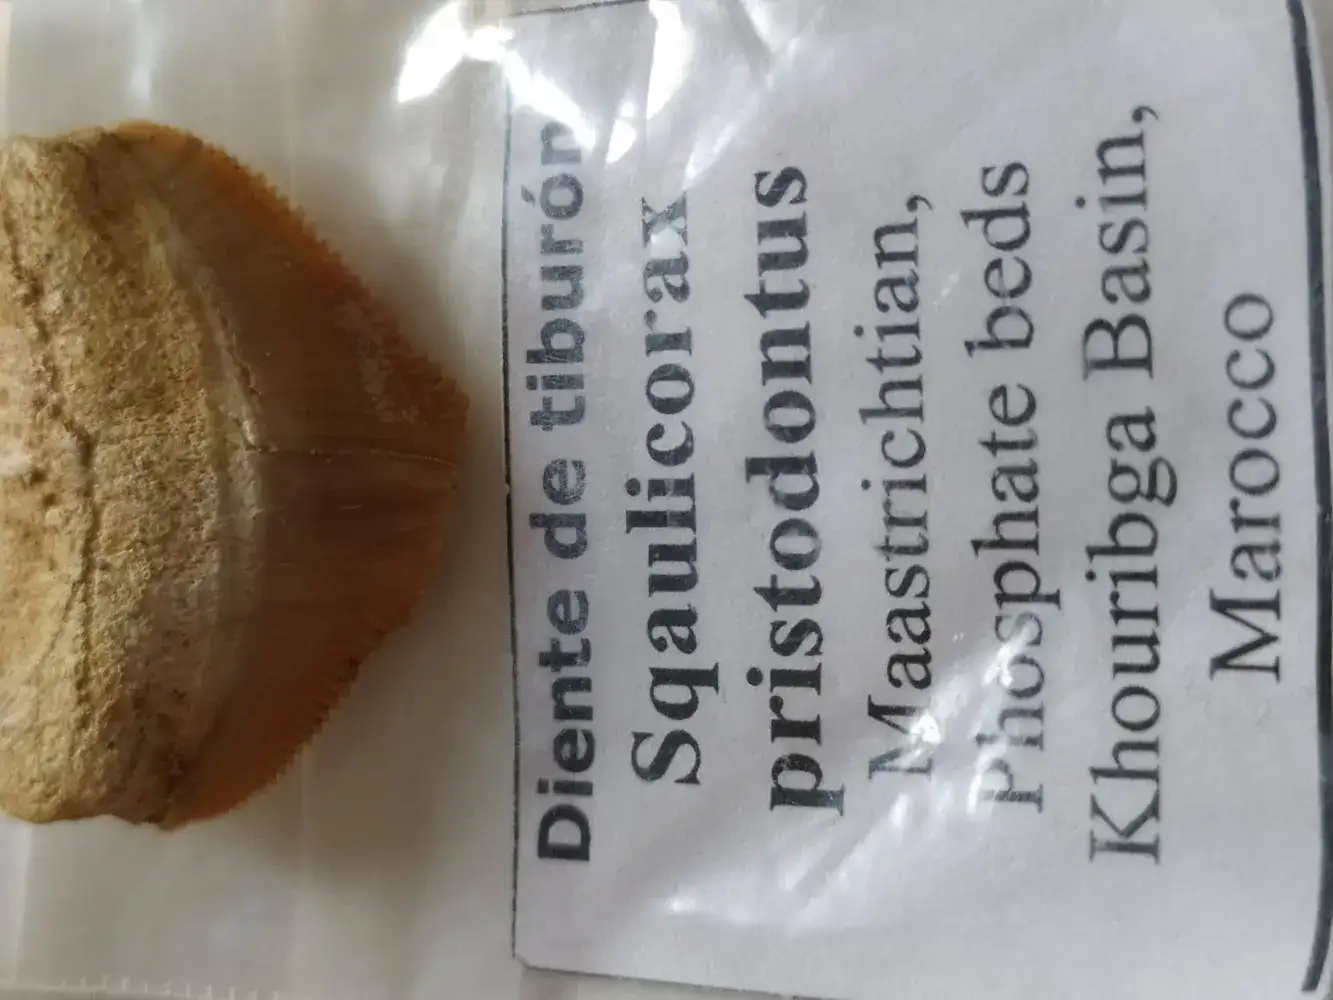 Diente de tiburón
Sqaulicorax
pristodontus
Maastrichtian,
Phosphate beds
Khouribga Basin,
Marocco